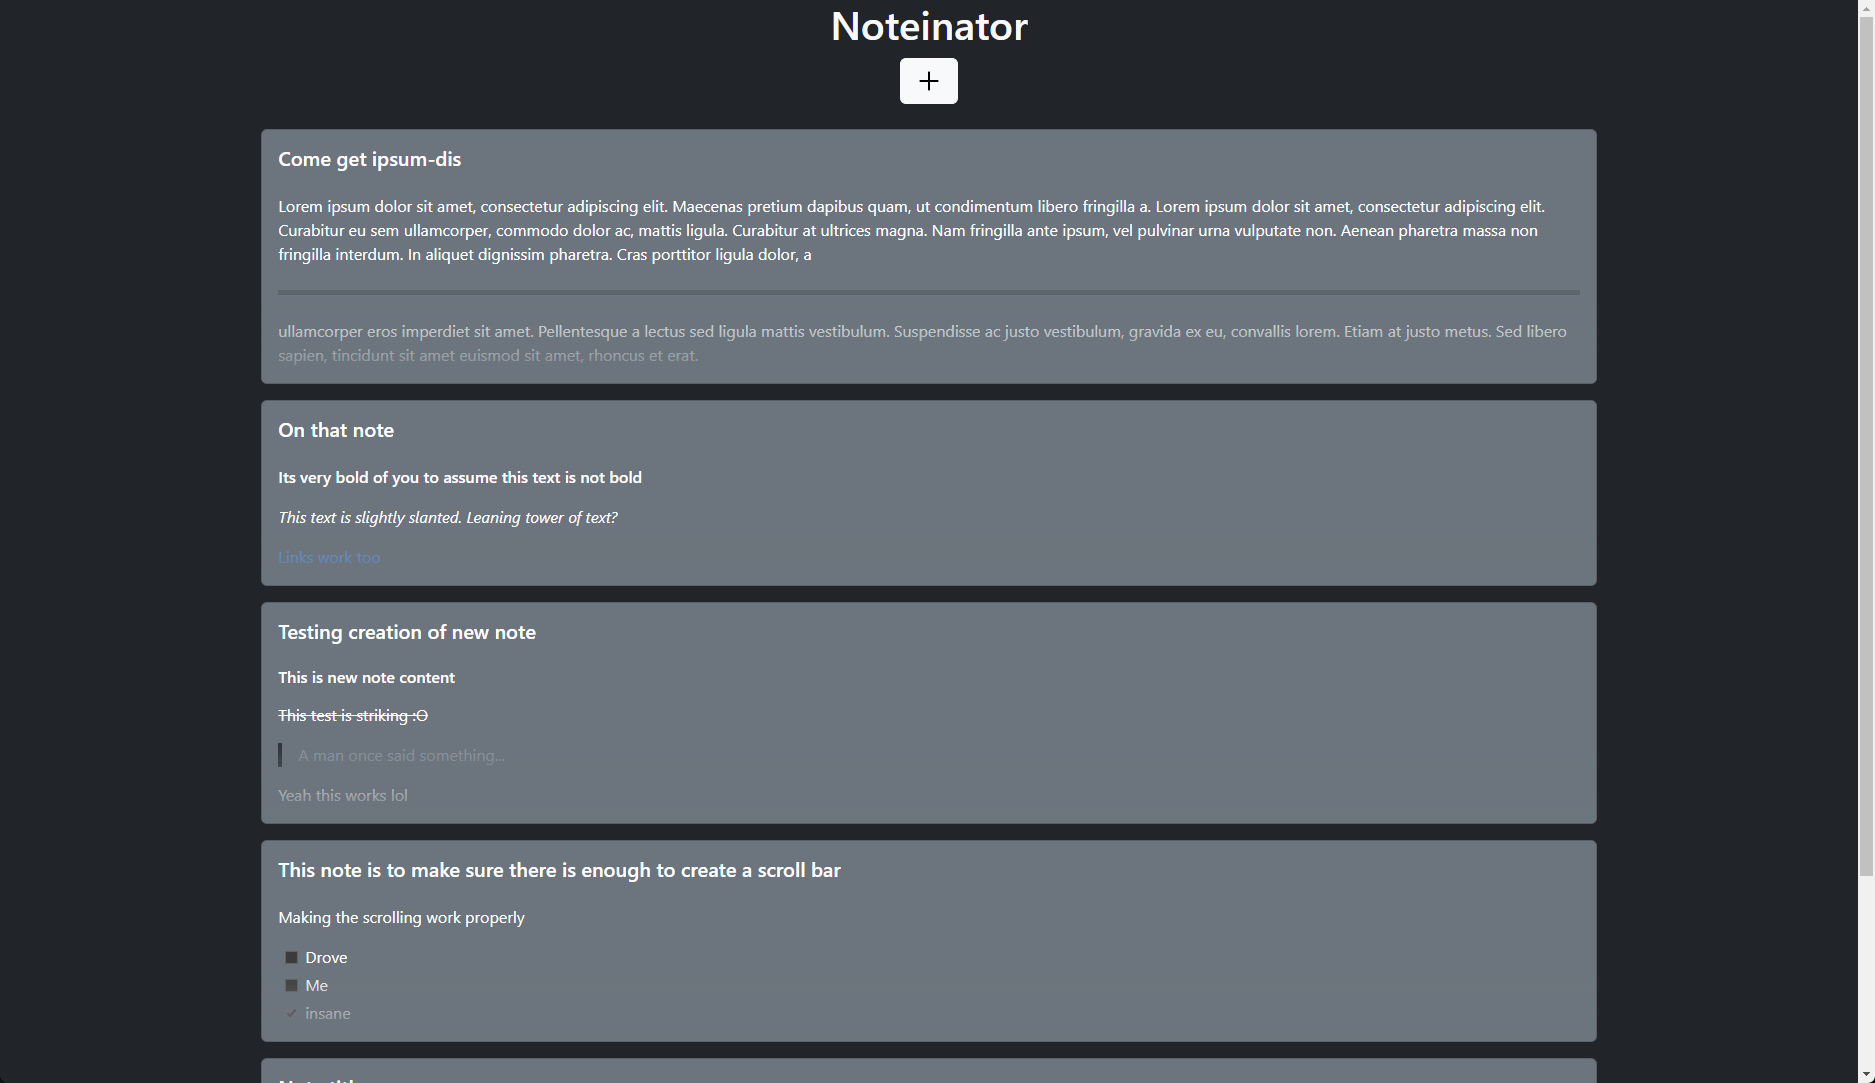 Noteinator
Come get ipsum-dis
Lorem ipsum dolor sit amet, consectetur adipiscing elit. Maecenas pretium dapibus quam, ut condimentum libero fringilla a. Lorem ipsum dolor sit amet, consectetur adipiscing elit.
Curabitur eu sem ullamcorper, commodo dolor ac, mattis ligula. Curabitur at ultrices magna. Nam fringilla ante ipsum, vel pulvinar urna vulputate non. Aenean pharetra massa non
fringilla interdum. In aliquet dignissim pharetra. Cras porttitor ligula dolor, a
ullamcorper eros imperdiet sit amet. Pellentesque a lectus sed ligula mattis vestibulum. Suspendisse ac justo vestibulum, gravida ex eu, convallis lorem. Etiam at justo metus. Sed libero
sapien, tincidunt sit amet euismod sit amet, rhoncus et erat.
On that note
Its very bold of you to assume this text is not bold
This text is slightly slanted. Leaning tower of text?
Links work too
Testing creation of new note
This is new note content
This test is striking :O
A man once said something...
Yeah this works lol
This note is to make sure there is enough to create a scroll bar
Making the scrolling work properly
Drove
Me
insane